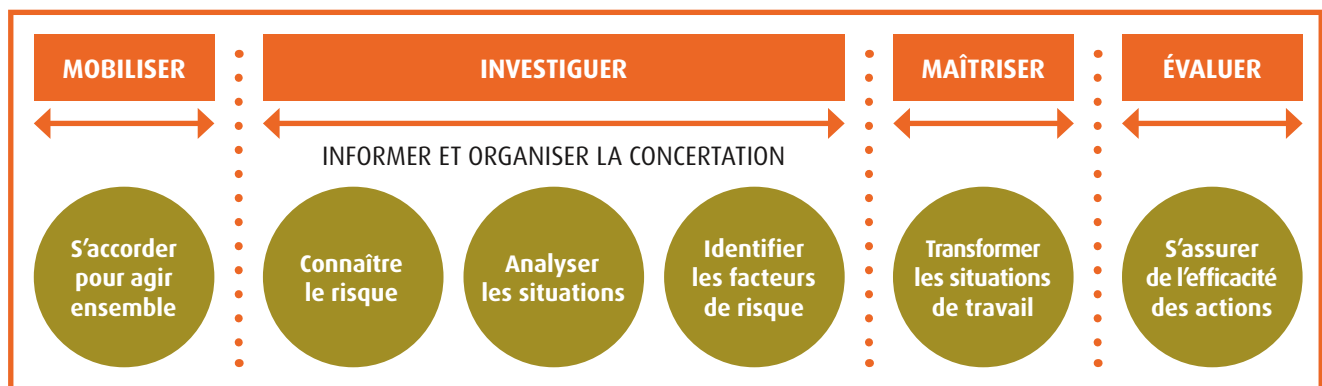 MOBILISER
INVESTIGUER
MAÎTRISER
ÉVALUER
INFORMER ET ORGANISER LA CONCERTATION
S’accorder
pour agir
ensemble
Connaître
le risque
Analyser
les situations
Identifier
les facteurs
de risque
Transformer
les situations
de travail
S’assurer
de l’efficacité
des actions